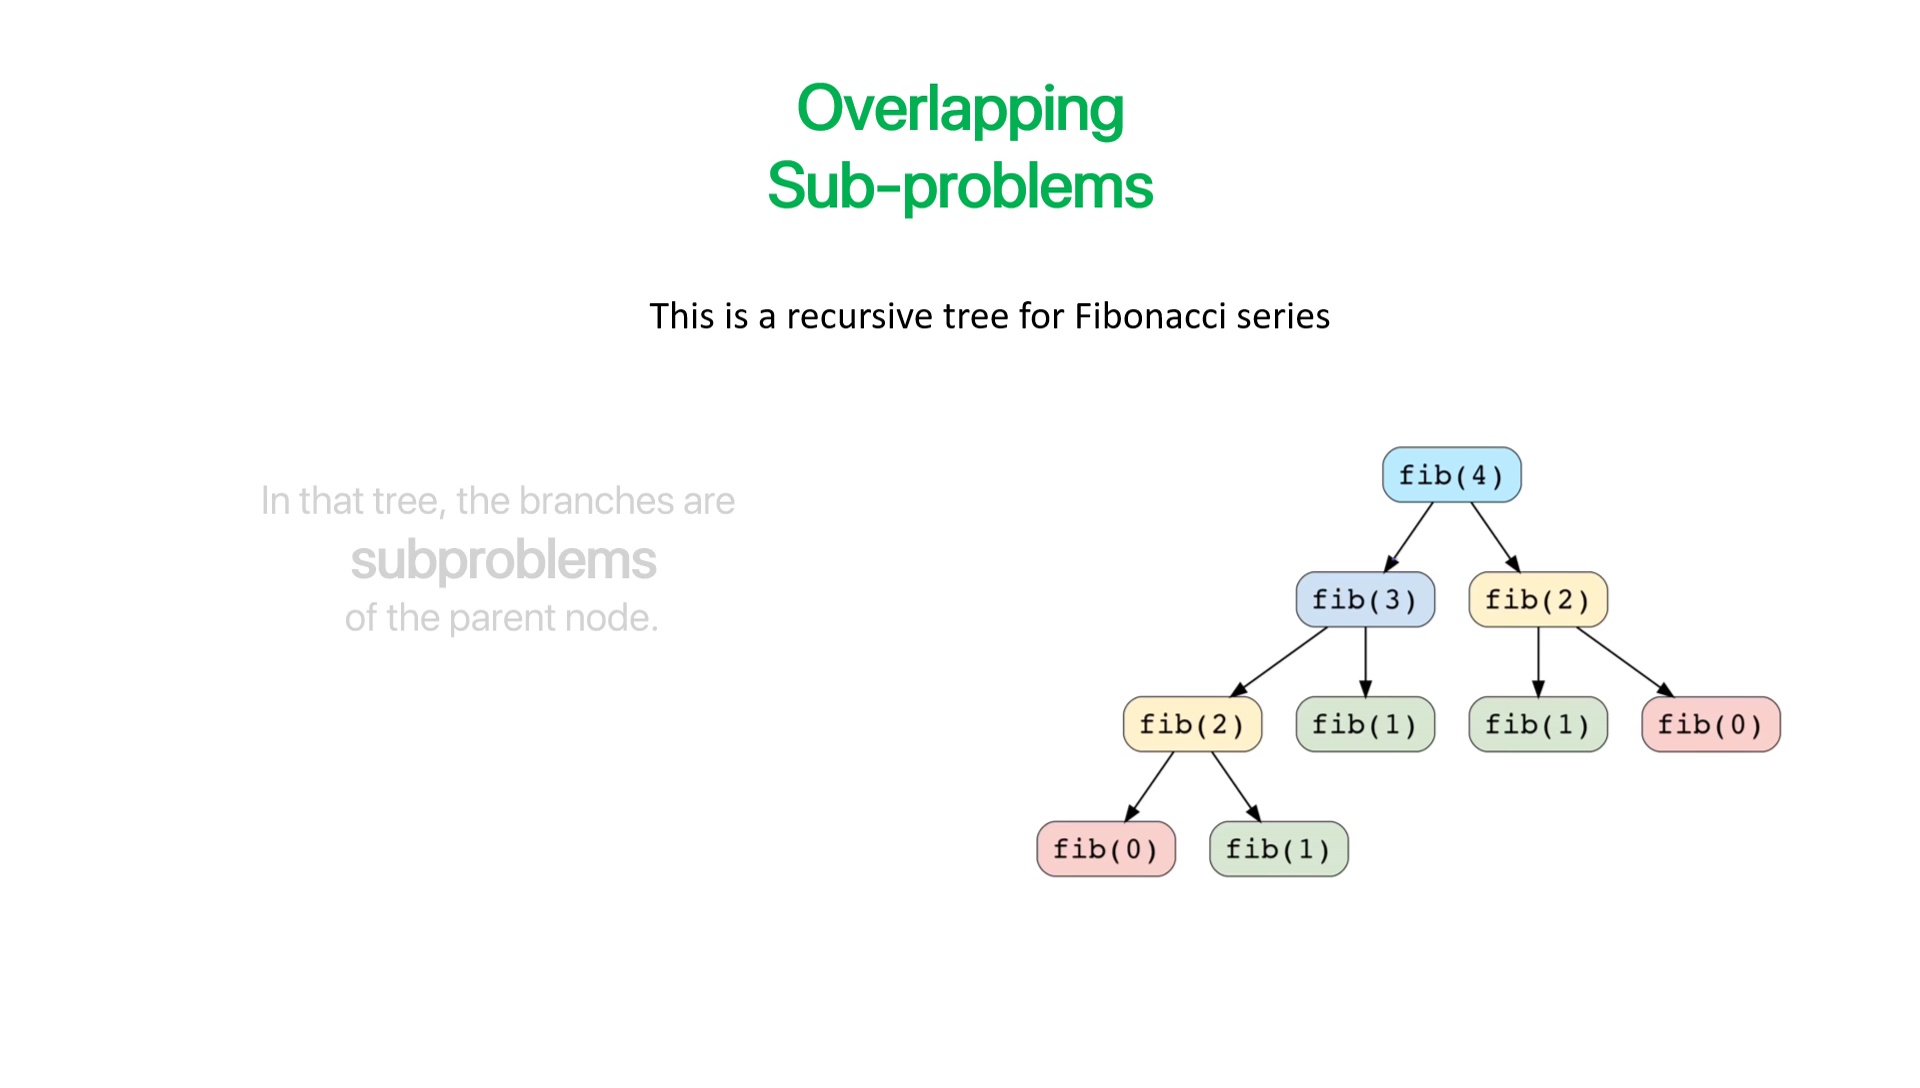 Overlapping
Sub-problems
This is a recursive tree for Fibonacci series
In that tree, the branches are
subproblems
of the parent node.
fib(4)
fib(3) fib(2)
fib(2) fib(1) fib(1) fib(0)
fib(0) fib(1)